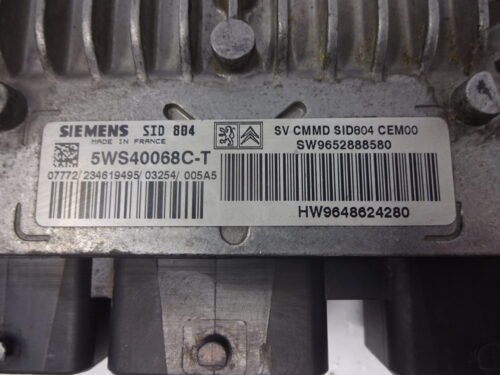 SIEMENS SID 804
MADE IN FRANCE
5WS40068C-T
07772/234619495/03254/005A5
SV CMMD SID804 CEM00
SW9652888580
HW9648624280